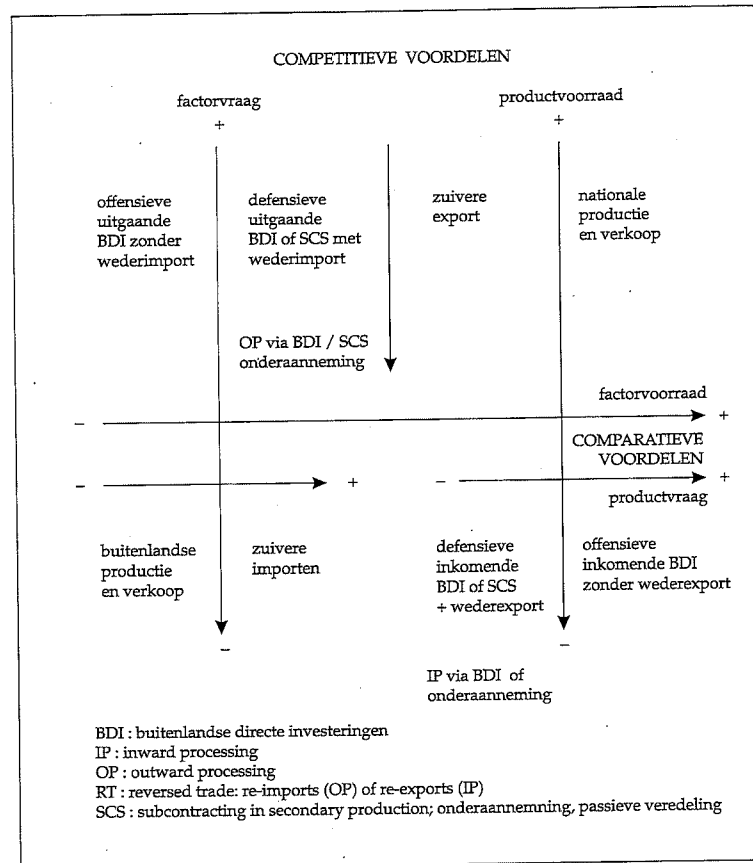 COMPETITIEVE VOORDELEN
factorvraag
+
productvoorraad
+
offensieve
uitgaande
BDI zonder
wederimport
defensieve
uitgaande
BDI of SCS met
wederimport
zuivere
export
nationale
productie
en verkoop
OP via BDI / SCS
onderaanneming
factorvoorraad
– +
COMPARATIEVE
VOORDELEN
– + – +
productvraag
buitenlandse
productie
en verkoop
zuivere
importen
defensieve
inkomende
BDI of SCS
+ wederexport
offensieve
inkomende BDI
zonder wederexport
–
–
IP via BDI of
onderaanneming
BDI : buitenlandse directe investeringen
IP : inward processing
OP : outward processing
RT : reversed trade: re-imports (OP) of re-exports (IP)
SCS : subcontracting in secondary production; onderaannemning, passieve veredeling